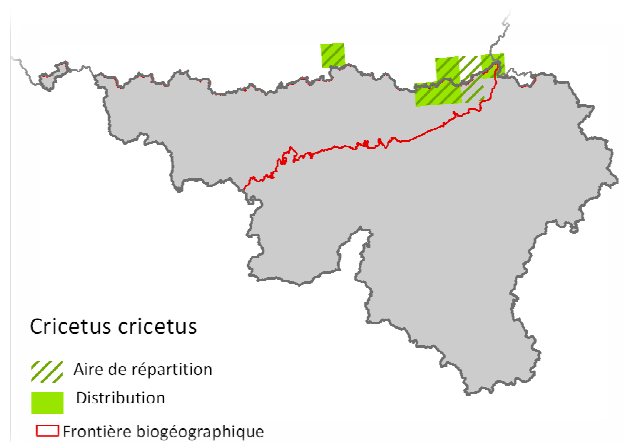 Cricetus cricetus
Aire de répartition
Distribution
Frontière biogéographique